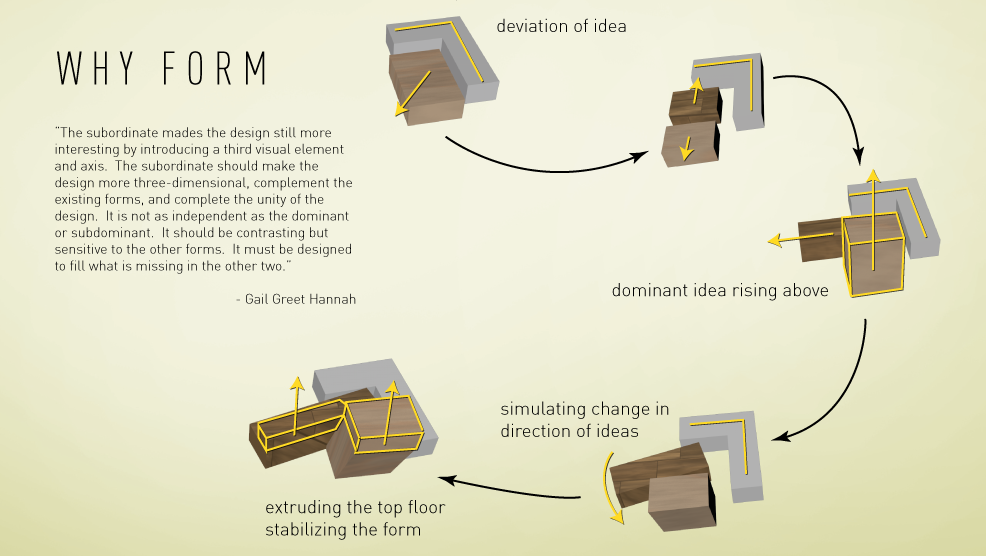 WHY FORM
"The subordinate mades the design still more
interesting by introducing a third visual element
and axis. The subordinate should make the
design more three-dimensional, complement the
existing forms, and complete the unity of the
design. It is not as independent as the dominant
or subdominant. It should be contrasting but
sensitive to the other forms. It must be designed
to fill what is missing in the other two."
- Gail Greet Hannah
deviation of idea
dominant idea rising above
simulating change in
direction of ideas
extruding the top floor
stabilizing the form